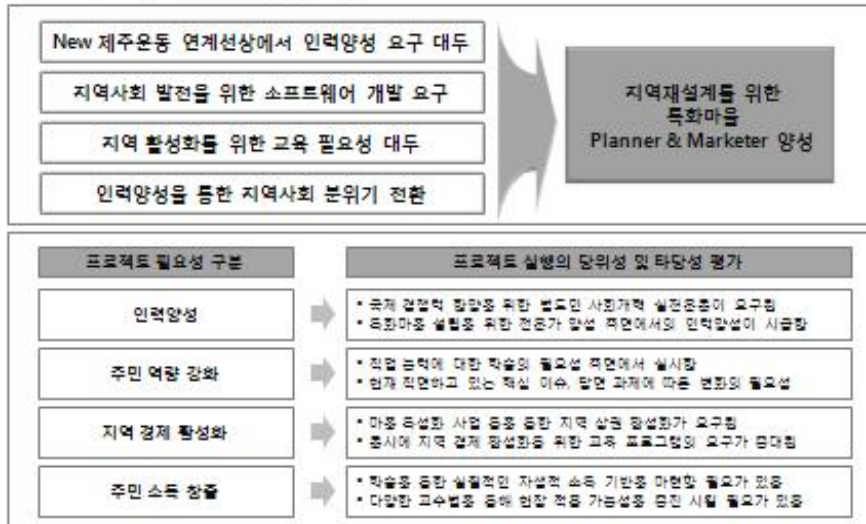 New 제주운동 연계선상에서 인력양성 요구 대두
지역사회 발전을 위한 소프트웨어 개발 요구
지역 활성화를 위한 교육 필요성 대두
인력양성을 통한 지역사회 분위기 전환
지역재설계를 위한
특화마을
Planner & Marketer 양성
프로젝트 필요성 구분
프로젝트 실행의 당위성 및 타당성 평가
인력양성
▪ 국제 경쟁력 함양을 위한 범도민 사회개혁 실천운동이 요구됨
▪ 특화마을 설립을 위한 전문가 양성 측면에서의 인력양성이 시급함
주민 역량 강화
▪ 직업 능력에 대한 학습의 필요성 측면에서 실시함
▪ 현재 직면하고 있는 핵심 이슈, 당면 과제에 따른 변화의 필요성
지역 경제 활성화
▪ 마을 특성화 사업 등을 통한 지역 상권 활성화가 요구됨
▪ 동시에 지역 경제 활성화를 위한 교육 프로그램의 요구가 증대됨
주민 소득 창출
▪ 학습을 통한 실질적인 자생적 소득 기반을 마련할 필요가 있음
▪ 다양한 교수법을 통해 현장 적용 가능성을 증진 시킬 필요가 있음